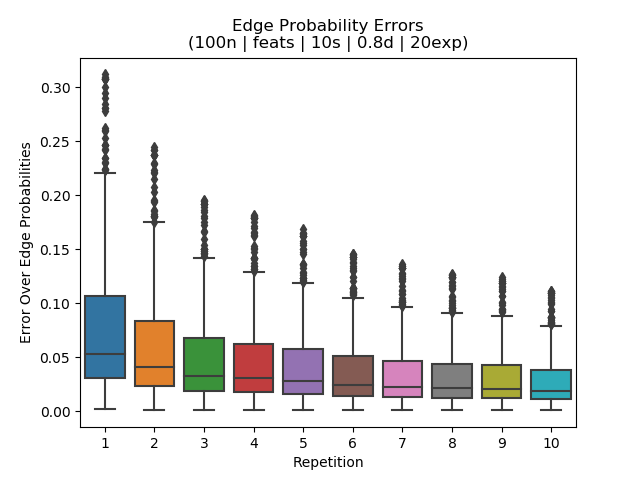 Edge Probability Errors
(100n | feats | 10s | 0.8d | 20exp)
Error Over Edge Probabilities
0.30
0.25
0.20
0.15
0.10
0.05
0.00
1 2 3 4 5 6 7 8 9 10
Repetition